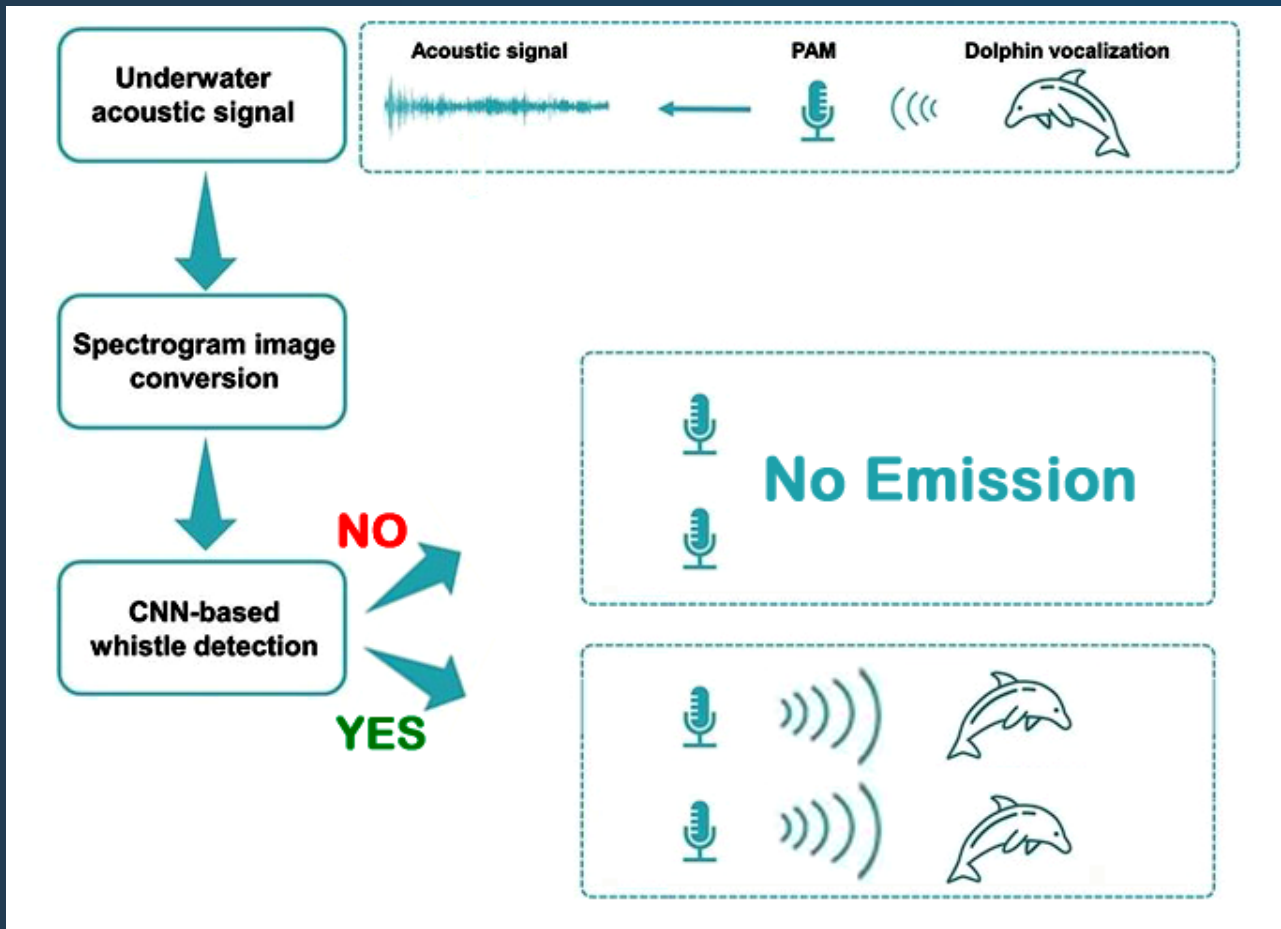 Underwater
acoustic signal
Acoustic signal
PAM
Dolphin vocalization
Spectrogram image
conversion
No Emission
NO
CNN-based
whistle detection
YES